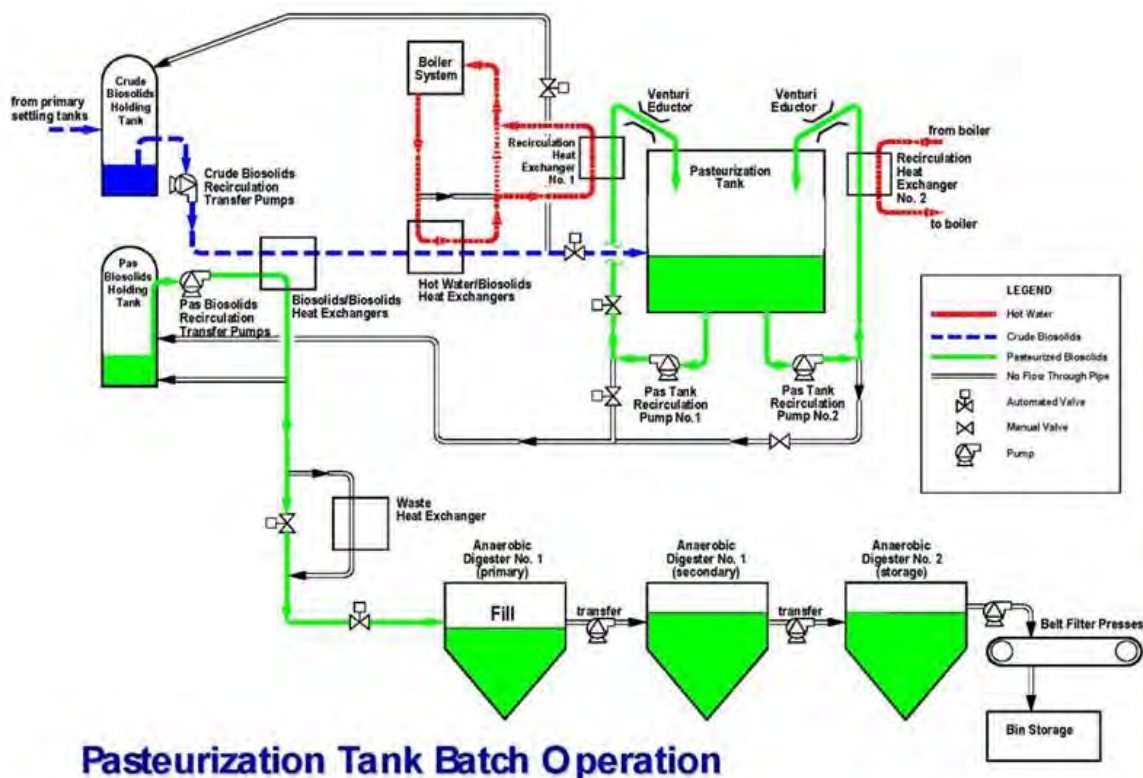 Crude
Biosolids
Holding
Tank
from primary
settling tanks
Crude Biosolids
Recirculation
Transfer Pumps
Boiler
System
Recirculation
Heat
Exchanger
No. 1
Venturi
Eductor
Venturi
Eductor
Pasteurization
Tank
from boiler
Recirculation
Heat
Exchanger
No. 2
to boiler
Pas
Biosolids
Holding
Tank
Pas Biosolids
Recirculation
Transfer Pumps
Biosolids/Biosolids
Heat Exchangers
Hot Water/Biosolids
Heat Exchangers
Pas Tank
Recirculation
Pump No.1
Pas Tank
Recirculation
Pump No.2
LEGEND
Hot Water
Crude Biosolids
Pasteurized Biosolids
No Flow Through Pipe
Automated Valve
Manual Valve
Pump
Waste
Heat Exchanger
Anaerobic
Digester No. 1
(primary)
Fill
transfer
Anaerobic
Digester No. 1
(secondary)
transfer
Anaerobic
Digester No. 2
(storage)
Belt Filter Presses
Bin Storage
Pasteurization Tank Batch Operation